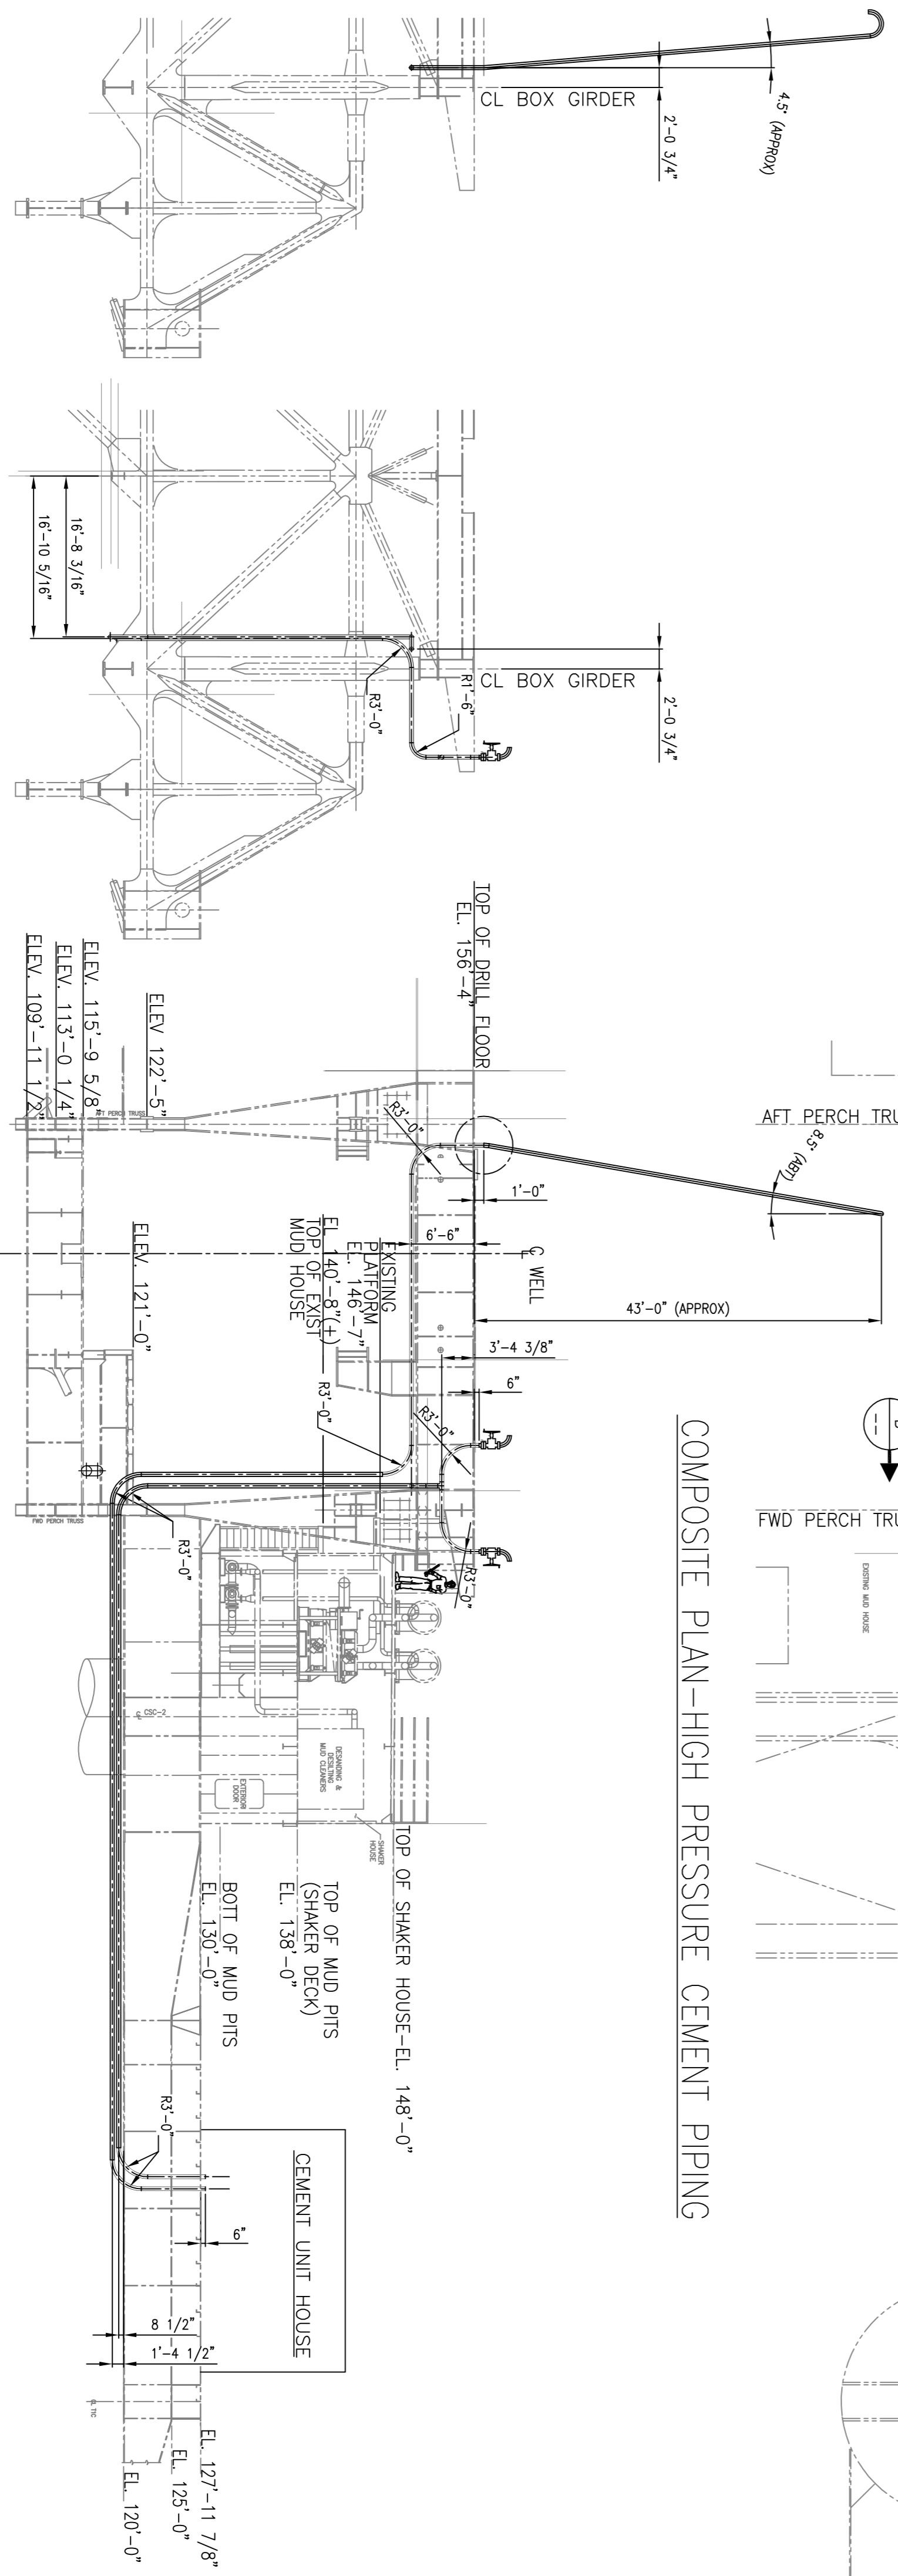 CL BOX GIRDER
4.5° (APPROX)
2'-0 3/4"
16'-8 3/16"
16'-10 5/16"
R3'-0"
R1'-6"
CL BOX GIRDER
2'-0 3/4"
TOP OF DRILL FLOOR
EL. 156'-4"
ELEV 122'-5"
ELEV. 115'-9 5/8"
ELEV. 113'-0 1/4"
ELEV. 109'-11 1/2"
AFT PERCH TRUSS
R3'-0"
AFT PERCH TRU
8.5° (ABT)
1'-0"
6'-6"
CL WELL
43'-0" (APPROX)
3'-4 3/8"
6"
EXISTING
PLATFORM
EL. 146'-7"
EL 140'-8"(+)
TOP OF EXIST
MUD HOUSE
ELEV. 121'-0"
R3'-0"
R3'-0"
R3'-0"
R3'-0"
FWD PERCH TRUSS
FWD PERCH TRU
--
EXISTING MUD HOUSE
COMPOSITE PLAN-HIGH PRESSURE CEMENT PIPING
CL CSC-2
DESANDING &
DESILTING
MUD CLEANERS
EXTERIOR
DOOR
SHAKER
HOUSE
TOP OF SHAKER HOUSE-EL. 148'-0"
TOP OF MUD PITS
(SHAKER DECK)
EL. 138'-0"
BOTT OF MUD PITS
EL. 130'-0"
R3'-0"
CEMENT UNIT HOUSE
6"
8 1/2"
1'-4 1/2"
CL TIC
EL. 127'-11 7/8"
EL. 125'-0"
EL. 120'-0"